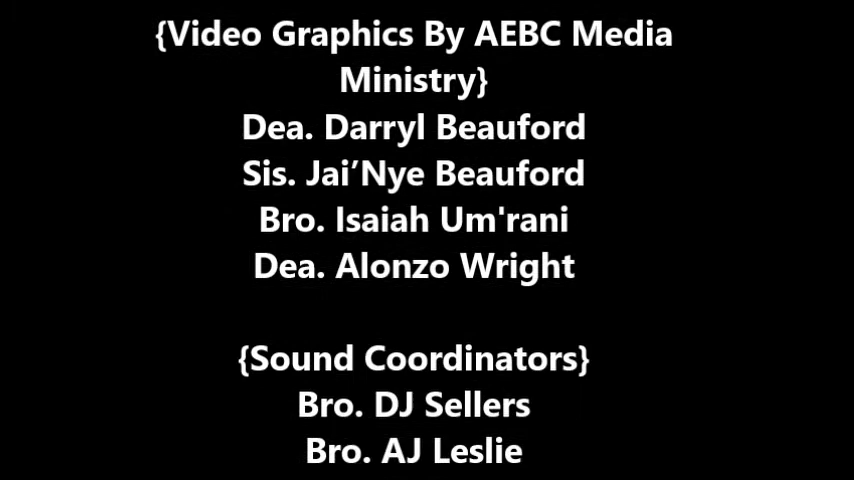 {Video Graphics By AEBC Media
Ministry}
Dea. Darryl Beauford
Sis. Jai’Nye Beauford
Bro. Isaiah Um'rani
Dea. Alonzo Wright
{Sound Coordinators}
Bro. DJ Sellers
Bro. AJ Leslie